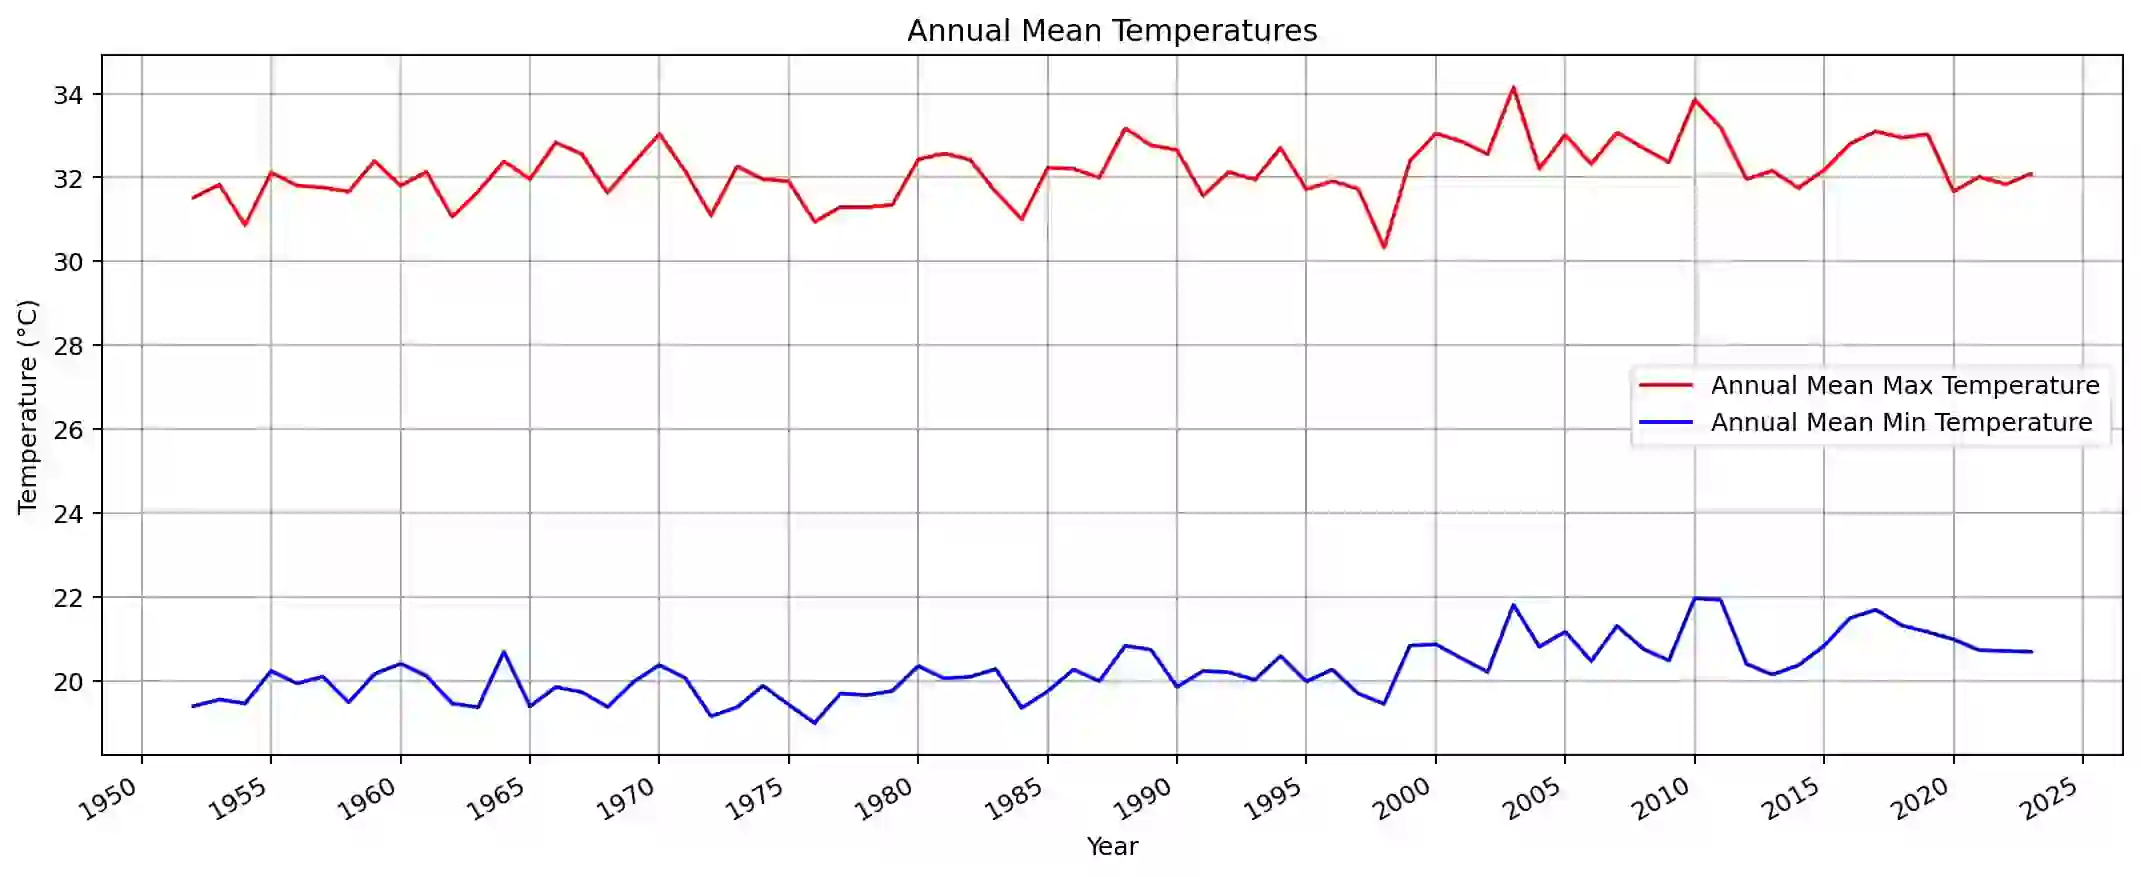 Annual Mean Temperatures
34
32
30
28
26
24
22
20
Temperature (°C)
Annual Mean Max Temperature
Annual Mean Min Temperature
1950 1955 1960 1965 1970 1975 1980 1985 1990 1995 2000 2005 2010 2015 2020 2025
Year